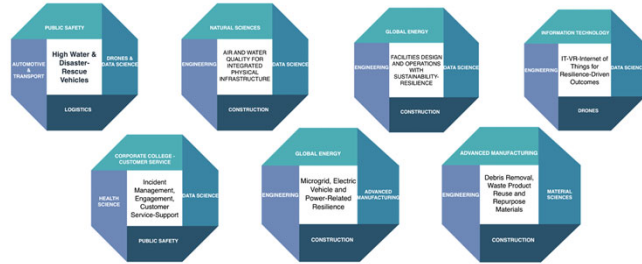 PUBLIC SAFETY
AUTOMOTIVE & TRANSPORT
High Water &
Disaster-
Rescue
Vehicles
DRONES & DATA SCIENCE
LOGISTICS
NATURAL SCIENCES
ENGINEERING
AIR AND WATER
QUALITY FOR
INTEGRATED
PHYSICAL
INFRASTRUCTURE
DATA SCIENCE
CONSTRUCTION
GLOBAL ENERGY
ENGINEERING
FACILITIES DESIGN
AND OPERATIONS
WITH
SUSTAINABILITY-
RESILIENCE
DATA SCIENCE
CONSTRUCTION
INFORMATION TECHNOLOGY
ENGINEERING
IT-VR-Internet of
Things for
Resilience-Driven
Outcomes
DATA SCIENCE
DRONES
CORPORATE COLLEGE -
CUSTOMER SERVICE
HEALTH SCIENCE
Incident
Management,
Engagement,
Customer
Service-Support
DATA SCIENCE
PUBLIC SAFETY
GLOBAL ENERGY
ENGINEERING
Microgrid, Electric
Vehicle and
Power-Related
Resilience
ADVANCED
MANUFACTURING
CONSTRUCTION
ADVANCED MANUFACTURING
ENGINEERING
Debris Removal,
Waste Product
Reuse and
Repurpose
Materials
MATERIAL
SCIENCES
CONSTRUCTION